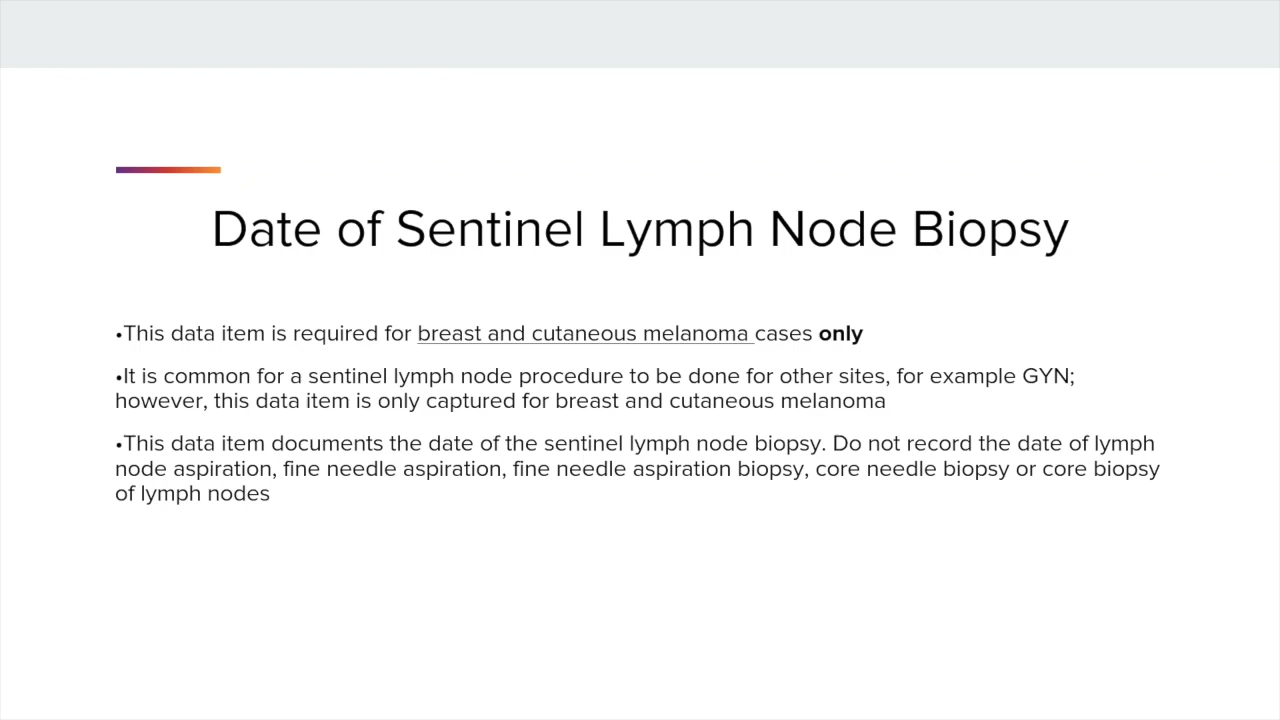 Date of Sentinel Lymph Node Biopsy
•This data item is required for breast and cutaneous melanoma cases only
•It is common for a sentinel lymph node procedure to be done for other sites, for example GYN;
however, this data item is only captured for breast and cutaneous melanoma
•This data item documents the date of the sentinel lymph node biopsy. Do not record the date of lymph
node aspiration, fine needle aspiration, fine needle aspiration biopsy, core needle biopsy or core biopsy
of lymph nodes